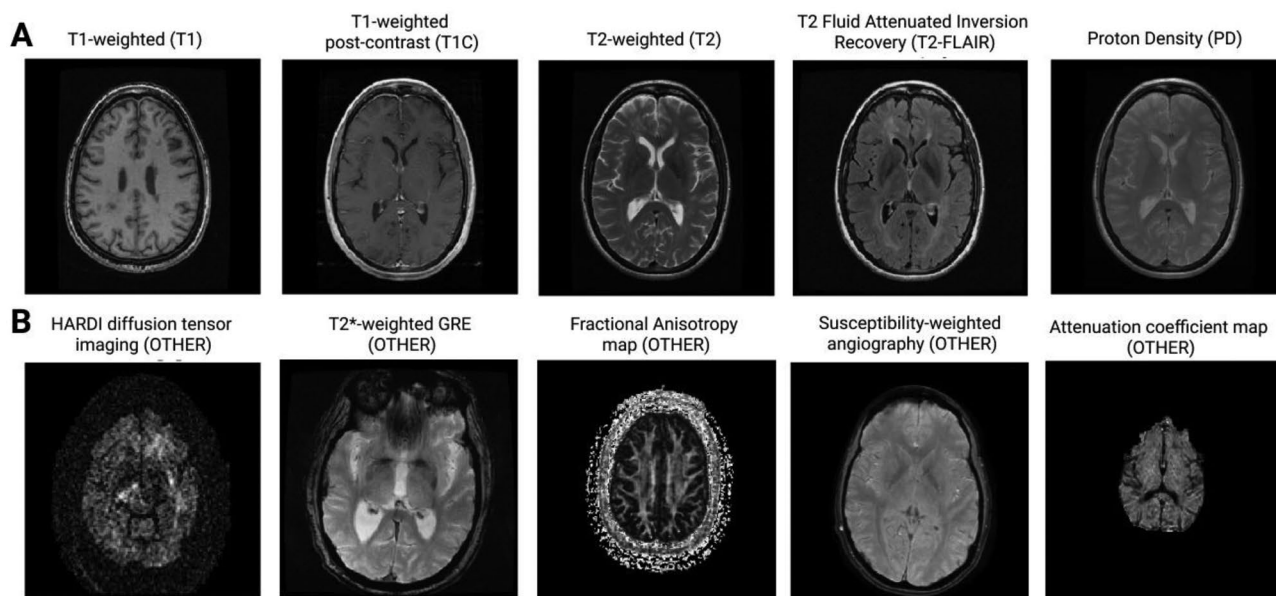 A
T1-weighted (T1)
T1-weighted
post-contrast (T1C)
T2-weighted (T2)
T2 Fluid Attenuated Inversion
Recovery (T2-FLAIR)
Proton Density (PD)
B
HARDI diffusion tensor
imaging (OTHER)
T2*-weighted GRE
(OTHER)
Fractional Anisotropy
map (OTHER)
Susceptibility-weighted
angiography (OTHER)
Attenuation coefficient map
(OTHER)